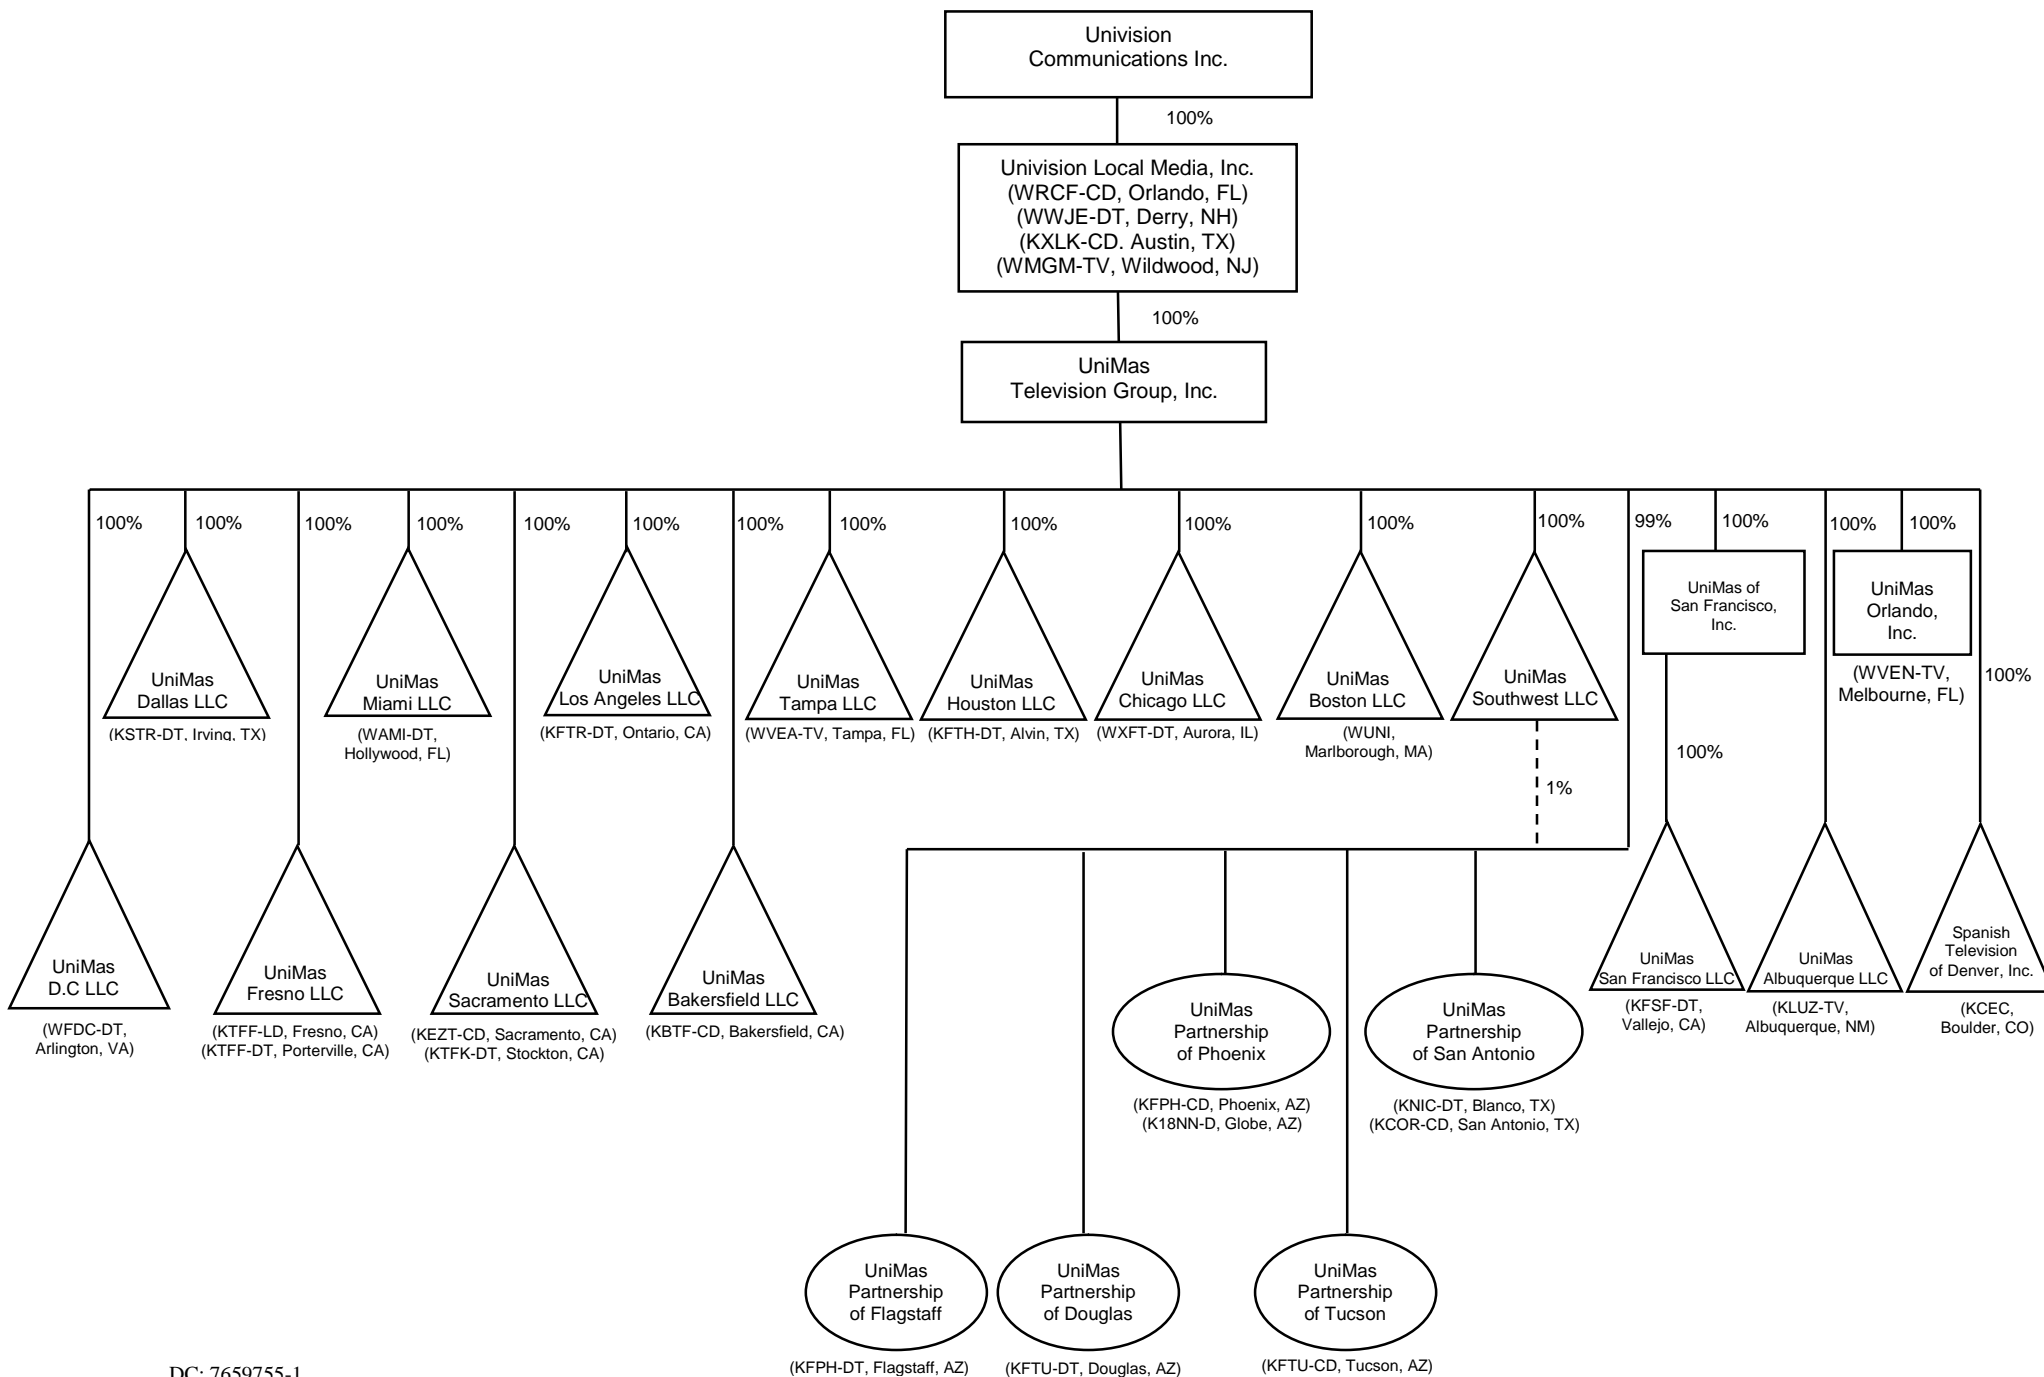 Univision
Communications Inc.
100%
Univision Local Media, Inc.
(WRCF-CD, Orlando, FL)
(WWJE-DT, Derry, NH)
(KXLK-CD. Austin, TX)
(WMGM-TV, Wildwood, NJ)
100%
UniMas
Television Group, Inc.
100%
100%
100%
100%
100%
100%
100%
100%
100%
100%
100%
100%
99%
100%
100%
100%
UniMas
Dallas LLC
(KSTR-DT, Irving, TX)
UniMas
Miami LLC
(WAMI-DT,
Hollywood, FL)
UniMas
Los Angeles LLC
(KFTR-DT, Ontario, CA)
UniMas
Tampa LLC
(WVEA-TV, Tampa, FL)
UniMas
Houston LLC
(KFTH-DT, Alvin, TX)
UniMas
Chicago LLC
(WXFT-DT, Aurora, IL)
UniMas
Boston LLC
(WUNI,
Marlborough, MA)
UniMas
Southwest LLC
1%
UniMas of
San Francisco,
Inc.
100%
UniMas
Orlando,
Inc.
(WVEN-TV,
Melbourne, FL)
100%
UniMas
D.C LLC
(WFDC-DT,
Arlington, VA)
UniMas
Fresno LLC
(KTFF-LD, Fresno, CA)
(KTFF-DT, Porterville, CA)
UniMas
Sacramento LLC
(KEZT-CD, Sacramento, CA)
(KTFK-DT, Stockton, CA)
UniMas
Bakersfield LLC
(KBTF-CD, Bakersfield, CA)
UniMas
Partnership
of Phoenix
(KFPH-CD, Phoenix, AZ)
(K18NN-D, Globe, AZ)
UniMas
Partnership
of San Antonio
(KNIC-DT, Blanco, TX)
(KCOR-CD, San Antonio, TX)
UniMas
San Francisco LLC
(KFSF-DT,
Vallejo, CA)
UniMas
Albuquerque LLC
(KLUZ-TV,
Albuquerque, NM)
Spanish
Television
of Denver, Inc.
(KCEC,
Boulder, CO)
UniMas
Partnership
of Flagstaff
(KFPH-DT, Flagstaff, AZ)
UniMas
Partnership
of Douglas
(KFTU-DT, Douglas, AZ)
UniMas
Partnership
of Tucson
(KFTU-CD, Tucson, AZ)
DC: 7659755-1